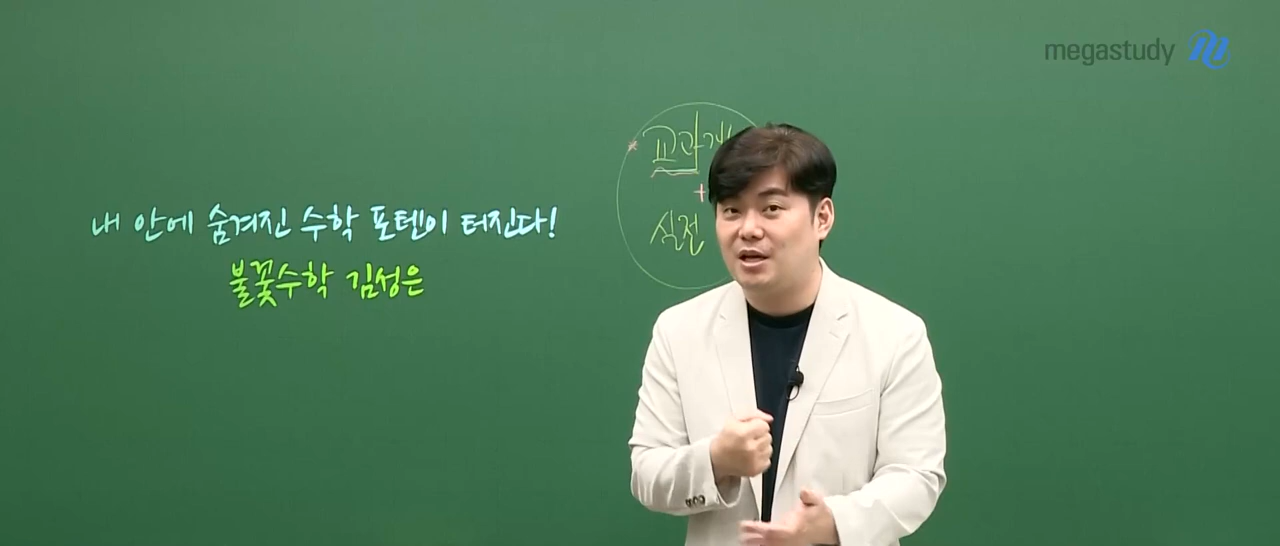 megastudy
내 안에 숨겨진 수학 포텐이 터진다!
불꽃수학 김성은
교과
+
실전